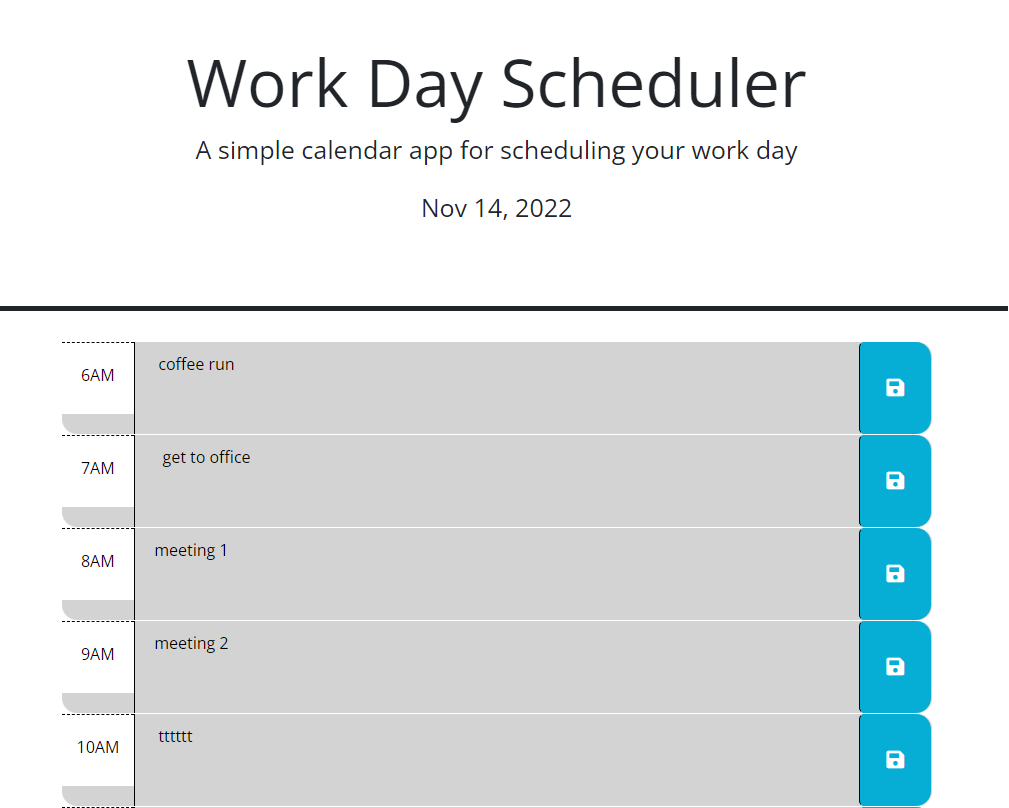 Work Day Scheduler
A simple calendar app for scheduling your work day
Nov 14, 2022
6AM coffee run
7AM get to office
8AM meeting 1
9AM meeting 2
10AM tttttt